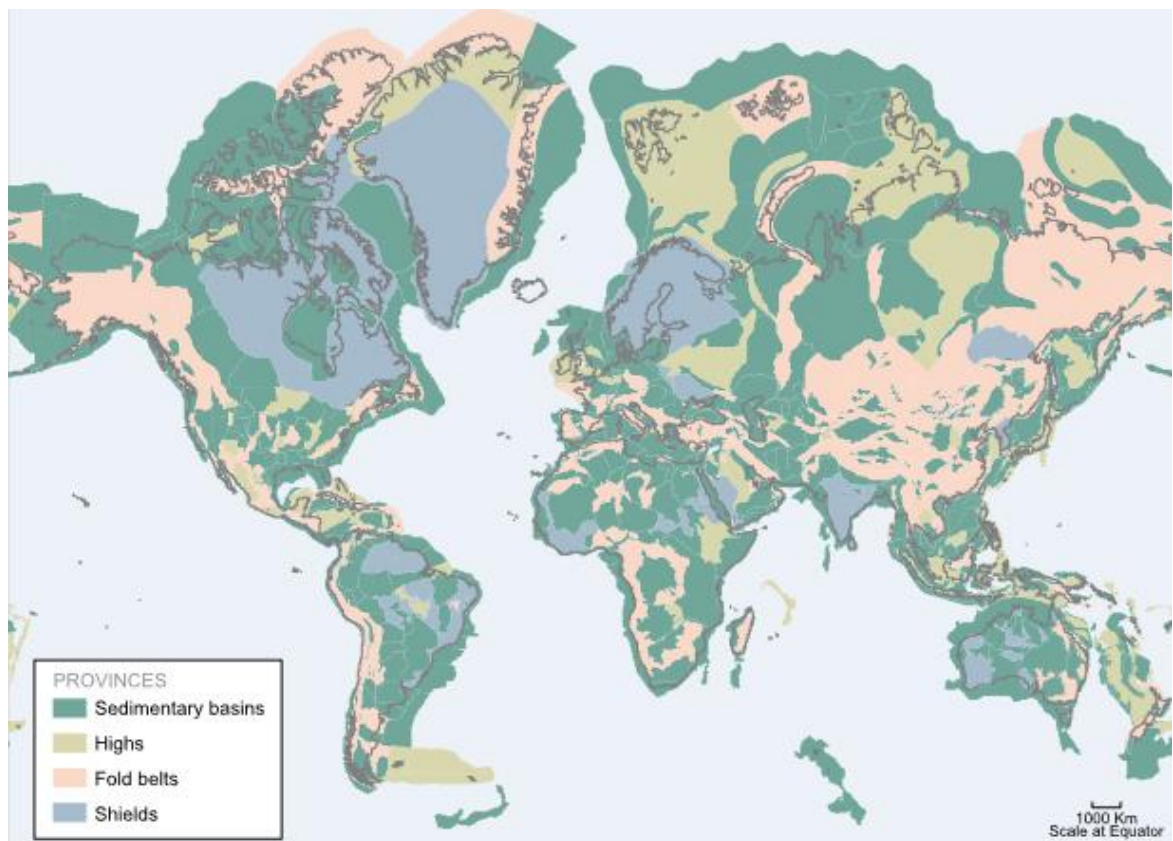 PROVINCES
Sedimentary basins
Highs
Fold belts
Shields
1000 Km
Scale at Equator